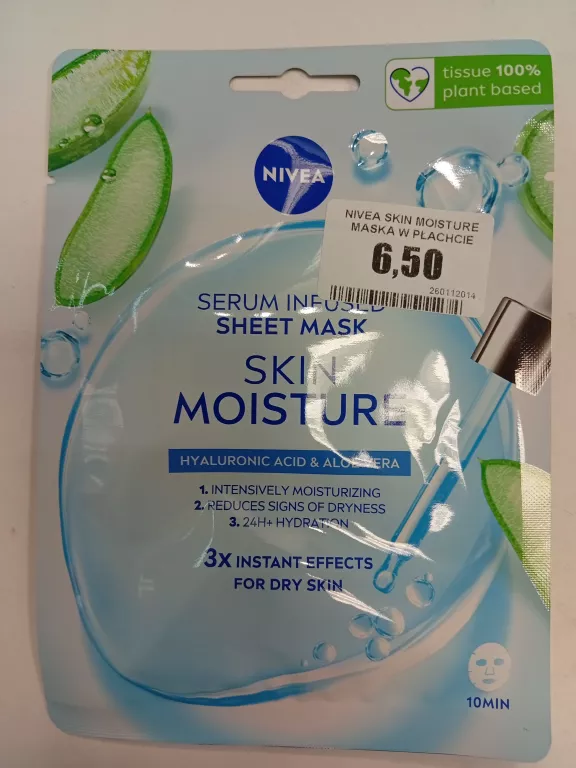 tissue 100%
plant based
NIVEA
NIVEA SKIN MOISTURE
MASKA W PŁACHCIE
6,50
260112014
SERUM INFUSED
SHEET MASK
SKIN
MOISTURE
HYALURONIC ACID & ALOE VERA
1. INTENSIVELY MOISTURIZING
2. REDUCES SIGNS OF DRYNESS
3. 24H+ HYDRATION
3x INSTANT EFFECTS
FOR DRY SKIN
10MIN